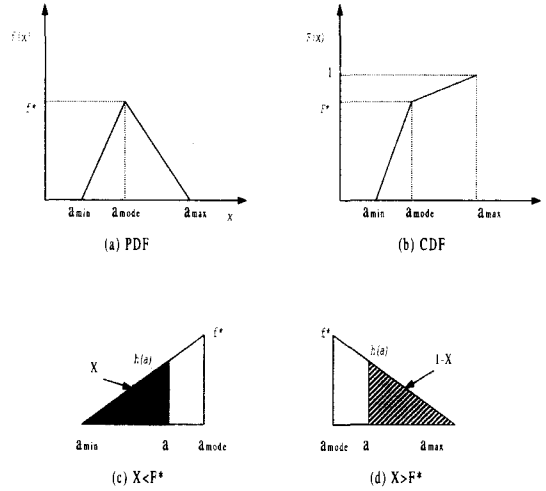 f(x)
f*
amin
amode
amax
x
(a) PDF
F(x)
1
F*
amin
amode
amax
(b) CDF
f*
h(a)
X
amin
a
amode
(c) X<F*
f*
h(a)
1-X
amode
a
amax
(d) X>F*